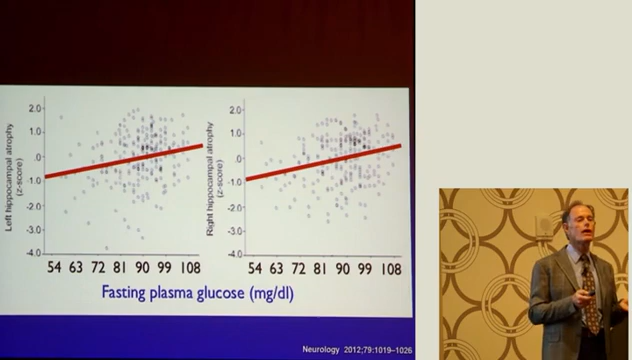 Left hippocampal atrophy
(z-score)
2.0
1.0
.0
-1.0
-2.0
-3.0
-4.0
54 63 72 81 90 99 108
Right hippocampal atrophy
(z-score)
2.0
1.0
.0
-1.0
-2.0
-3.0
-4.0
54 63 72 81 90 99 108
Fasting plasma glucose (mg/dl)
Neurology 2012;79:1019–1026